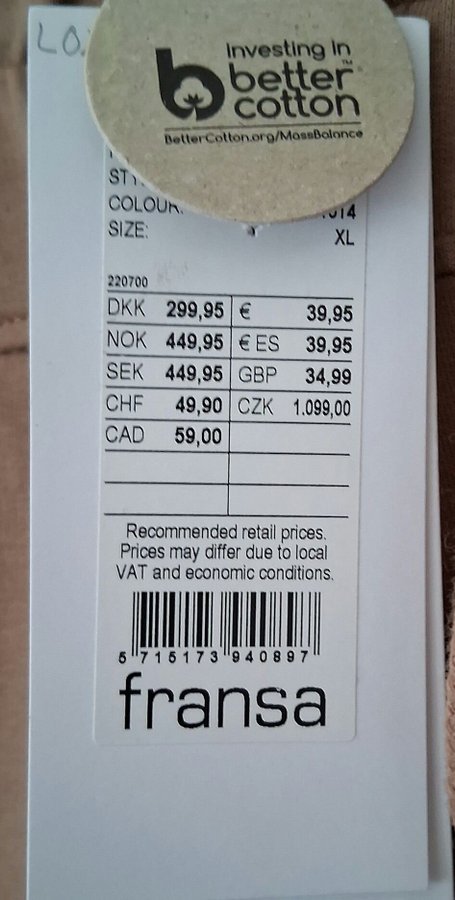 LO
investing in
better™
cotton
BetterCotton.org/MassBalance
COLOUR:
SIZE: XL
220700
DKK 299,95 € 39,95
NOK 449,95 € ES 39,95
SEK 449,95 GBP 34,99
CHF 49,90 CZK 1.099,00
CAD 59,00
Recommended retail prices.
Prices may differ due to local
VAT and economic conditions.
5 715173 940897
fransa